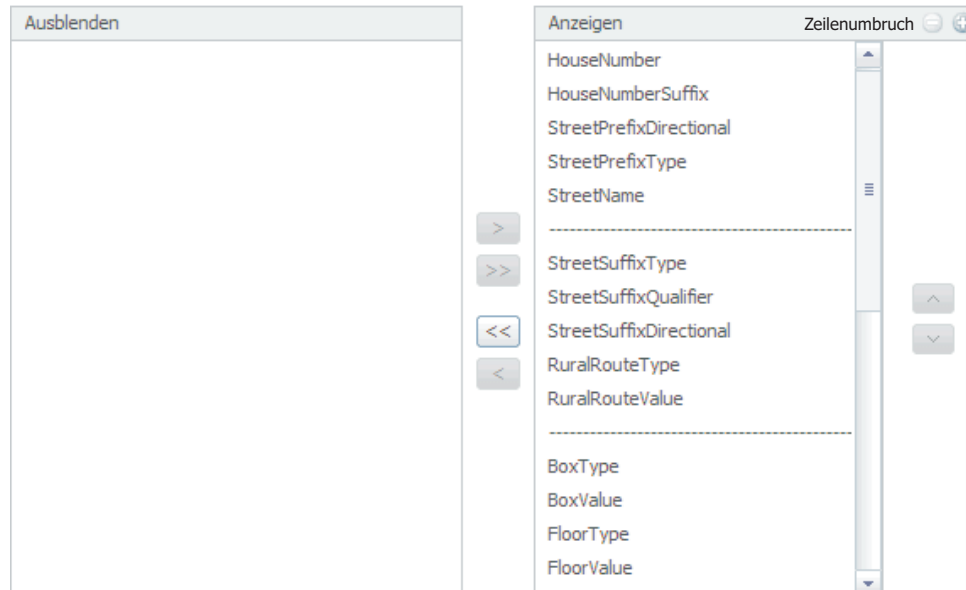 Ausblenden
Anzeigen Zeilenumbruch
HouseNumber
HouseNumberSuffix
StreetPrefixDirectional
StreetPrefixType
StreetName
StreetSuffixType
StreetSuffixQualifier
StreetSuffixDirectional
RuralRouteType
RuralRouteValue
BoxType
BoxValue
FloorType
FloorValue
>
>>
<<
<